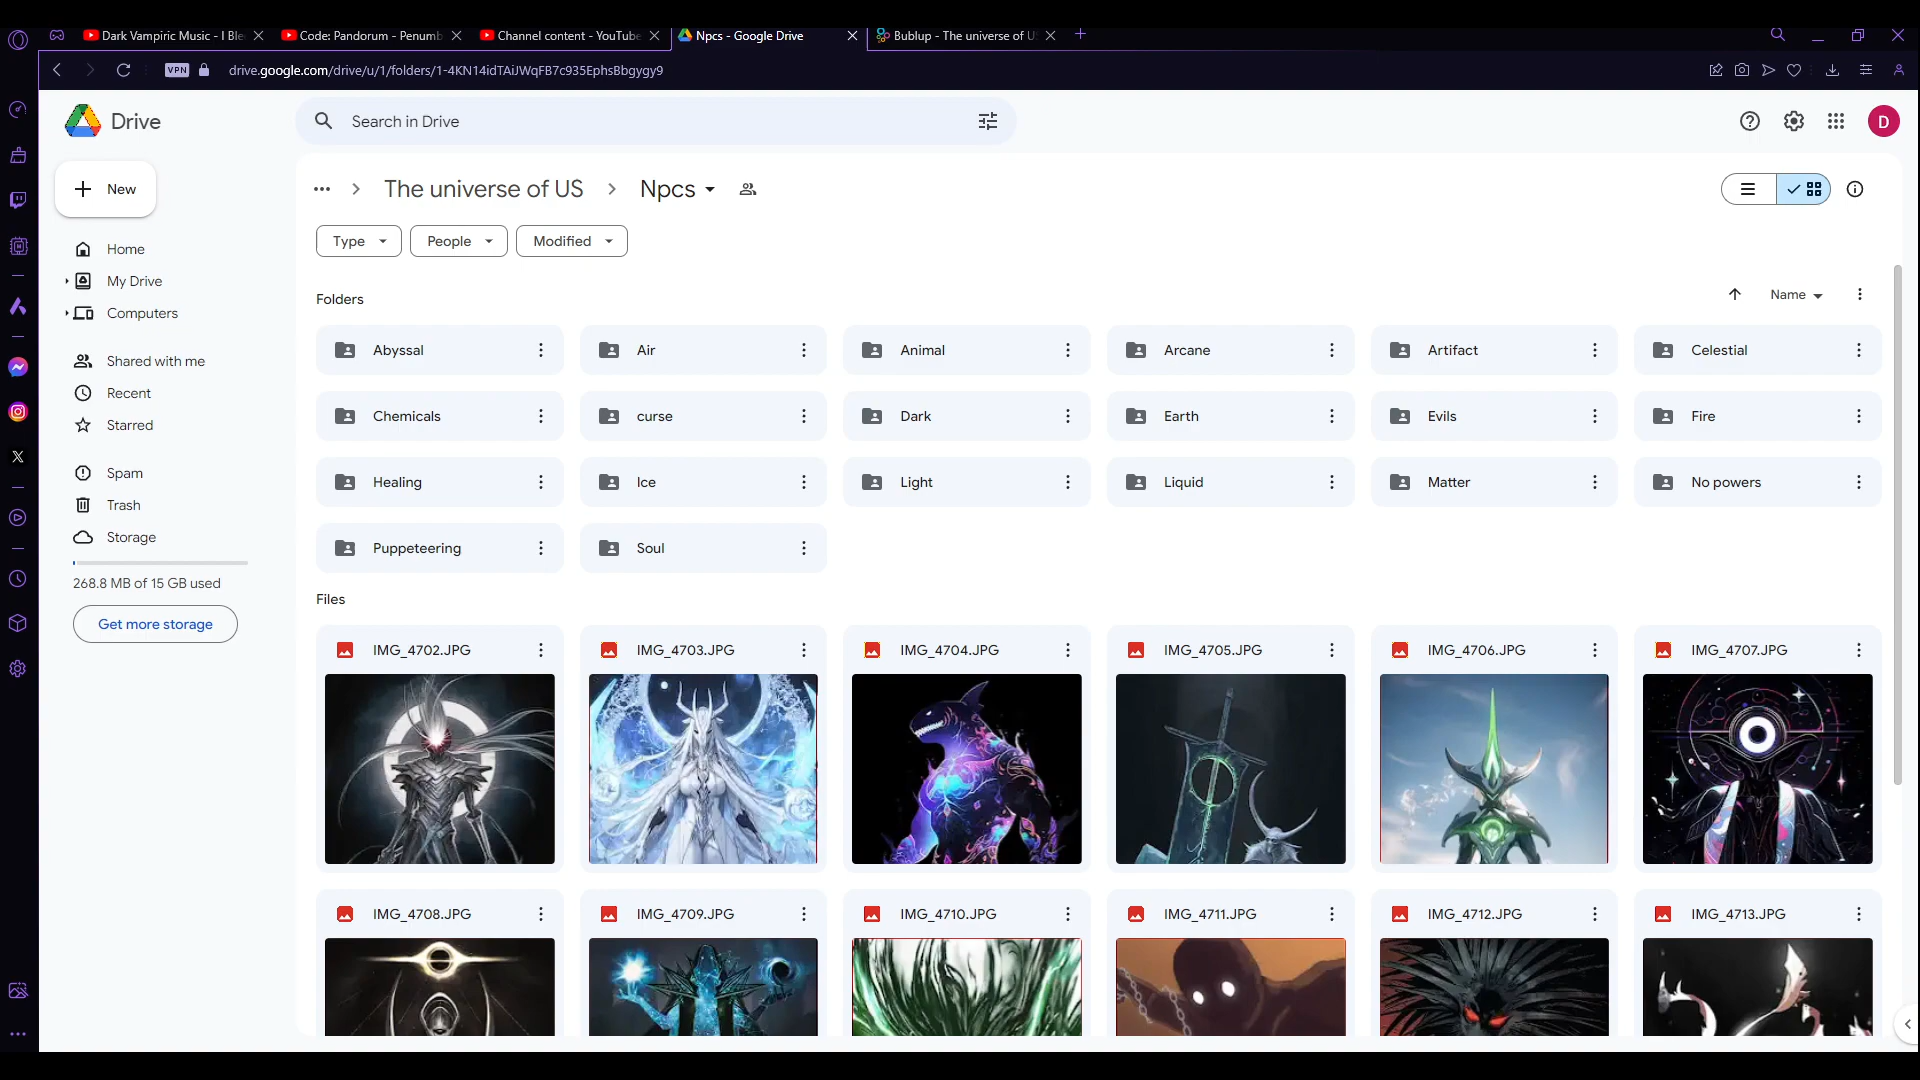 Dark Vampiric Music - I Ble
Code: Pandorum - Penumb
Channel content - YouTube
Npcs - Google Drive
Bublup - The universe of U
VPN
drive.google.com/drive/u/1/folders/1-4KN14idTAiJWqFB7c935EphsBbgygy9
Drive
Search in Drive
D
New
The universe of US
Npcs
Type
People
Modified
Home
My Drive
Computers
Shared with me
Recent
Starred
Spam
Trash
Storage
268.8 MB of 15 GB used
Get more storage
Folders
Name
Abyssal
Air
Animal
Arcane
Artifact
Celestial
Chemicals
curse
Dark
Earth
Evils
Fire
Healing
Ice
Light
Liquid
Matter
No powers
Puppeteering
Soul
Files
IMG_4702.JPG
IMG_4703.JPG
IMG_4704.JPG
IMG_4705.JPG
IMG_4706.JPG
IMG_4707.JPG
IMG_4708.JPG
IMG_4709.JPG
IMG_4710.JPG
IMG_4711.JPG
IMG_4712.JPG
IMG_4713.JPG